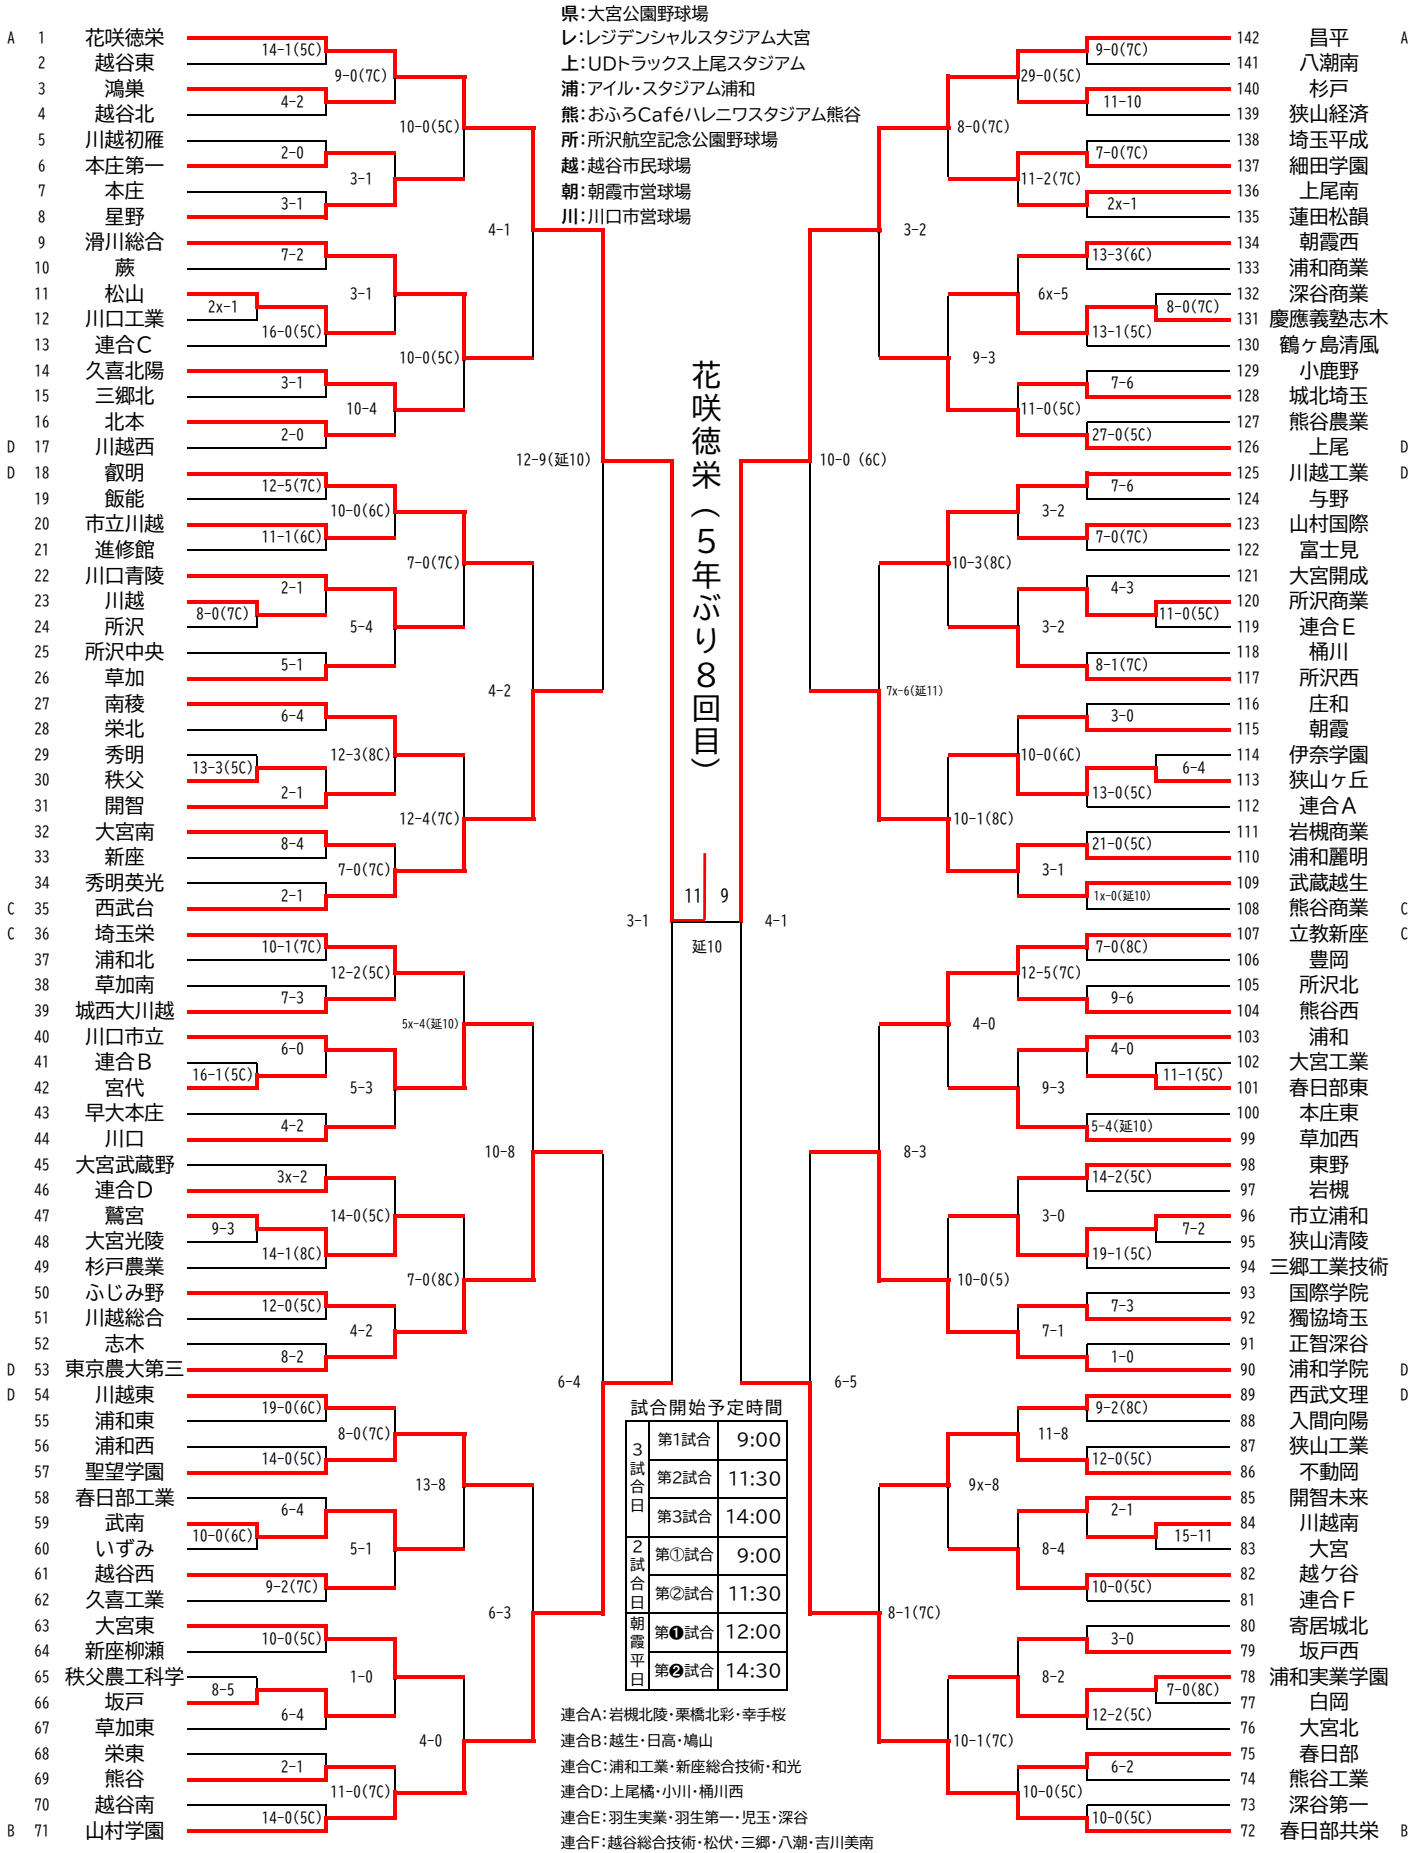 県：大宮公園野球場
レ：レジデンシャルスタジアム大宮
上：UDトラックス上尾スタジアム
浦：アイル・スタジアム浦和
熊：おふろCaféハレニワスタジアム熊谷
所：所沢航空記念公園野球場
越：越谷市民球場
朝：朝霞市営球場
川：川口市営球場
A 1 花咲徳栄
2 越谷東
3 鴻巣
4 越谷北
5 川越初雁
6 本庄第一
7 本庄
8 星野
9 滑川総合
10 蕨
11 松山
12 川口工業
13 連合C
14 久喜北陽
15 三郷北
16 北本
D 17 川越西
D 18 叡明
19 飯能
20 市立川越
21 進修館
22 川口青陵
23 川越
24 所沢
25 所沢中央
26 草加
27 南稜
28 栄北
29 秀明
30 秩父
31 開智
32 大宮南
33 新座
34 秀明英光
C 35 西武台
C 36 埼玉栄
37 浦和北
38 草加南
39 城西大川越
40 川口市立
41 連合B
42 宮代
43 早大本庄
44 川口
45 大宮武蔵野
46 連合D
47 鷲宮
48 大宮光陵
49 杉戸農業
50 ふじみ野
51 川越総合
52 志木
D 53 東京農大第三
D 54 川越東
55 浦和東
56 浦和西
57 聖望学園
58 春日部工業
59 武南
60 いずみ
61 越谷西
62 久喜工業
63 大宮東
64 新座柳瀬
65 秩父農工科学
66 坂戸
67 草加東
68 栄東
69 熊谷
70 越谷南
B 71 山村学園
14-1(5C)
4-2
2-0
3-1
7-2
2x-1
16-0(5C)
3-1
2-0
12-5(7C)
11-1(6C)
2-1
8-0(7C)
5-1
6-4
13-3(5C)
2-1
8-4
2-1
10-1(7C)
7-3
6-0
16-1(5C)
4-2
3x-2
9-3
14-1(8C)
12-0(5C)
8-2
19-0(6C)
14-0(5C)
6-4
10-0(6C)
9-2(7C)
10-0(5C)
8-5
6-4
2-1
14-0(5C)
9-0(7C)
3-1
3-1
10-4
10-0(6C)
5-4
12-3(8C)
7-0(7C)
12-2(5C)
5-3
14-0(5C)
4-2
8-0(7C)
5-1
1-0
11-0(7C)
10-0(5C)
10-0(5C)
7-0(7C)
12-4(7C)
5x-4(延10)
7-0(8C)
13-8
4-0
4-1
4-2
10-8
6-3
12-9(延10)
6-4
3-1
花咲徳栄（5年ぶり8回目）
11 9
延10
4-1
10-0 (6C)
6-5
3-2
7x-6(延11)
8-3
8-1(7C)
8-0(7C)
9-3
10-3(8C)
10-1(8C)
4-0
10-0(5)
9x-8
10-1(7C)
29-0(5C)
11-2(7C)
6x-5
11-0(5C)
3-2
3-2
10-0(6C)
3-1
12-5(7C)
9-3
3-0
7-1
11-8
8-4
8-2
10-0(5C)
9-0(7C)
11-10
7-0(7C)
2x-1
13-3(6C)
8-0(7C)
13-1(5C)
7-6
27-0(5C)
7-6
7-0(7C)
4-3
11-0(5C)
8-1(7C)
3-0
6-4
13-0(5C)
21-0(5C)
1x-0(延10)
7-0(8C)
9-6
4-0
11-1(5C)
5-4(延10)
14-2(5C)
7-2
19-1(5C)
7-3
1-0
9-2(8C)
12-0(5C)
2-1
15-11
10-0(5C)
3-0
7-0(8C)
12-2(5C)
6-2
10-0(5C)
142 昌平 A
141 八潮南
140 杉戸
139 狭山経済
138 埼玉平成
137 細田学園
136 上尾南
135 蓮田松韻
134 朝霞西
133 浦和商業
132 深谷商業
131 慶應義塾志木
130 鶴ヶ島清風
129 小鹿野
128 城北埼玉
127 熊谷農業
126 上尾 D
125 川越工業 D
124 与野
123 山村国際
122 富士見
121 大宮開成
120 所沢商業
119 連合E
118 桶川
117 所沢西
116 庄和
115 朝霞
114 伊奈学園
113 狭山ヶ丘
112 連合A
111 岩槻商業
110 浦和麗明
109 武蔵越生
108 熊谷商業 C
107 立教新座 C
106 豊岡
105 所沢北
104 熊谷西
103 浦和
102 大宮工業
101 春日部東
100 本庄東
99 草加西
98 東野
97 岩槻
96 市立浦和
95 狭山清陵
94 三郷工業技術
93 国際学院
92 獨協埼玉
91 正智深谷
90 浦和学院 D
89 西武文理 D
88 入間向陽
87 狭山工業
86 不動岡
85 開智未来
84 川越南
83 大宮
82 越ケ谷
81 連合F
80 寄居城北
79 坂戸西
78 浦和実業学園
77 白岡
76 大宮北
75 春日部
74 熊谷工業
73 深谷第一
72 春日部共栄 B
試合開始予定時間
3試合日
第1試合 9:00
第2試合 11:30
第3試合 14:00
2試合日
第①試合 9:00
第②試合 11:30
朝霞平日
第❶試合 12:00
第❷試合 14:30
連合A：岩槻北陵・栗橋北彩・幸手桜
連合B：越生・日高・鳩山
連合C：浦和工業・新座総合技術・和光
連合D：上尾橘・小川・桶川西
連合E：羽生実業・羽生第一・児玉・深谷
連合F：越谷総合技術・松伏・三郷・八潮・吉川美南